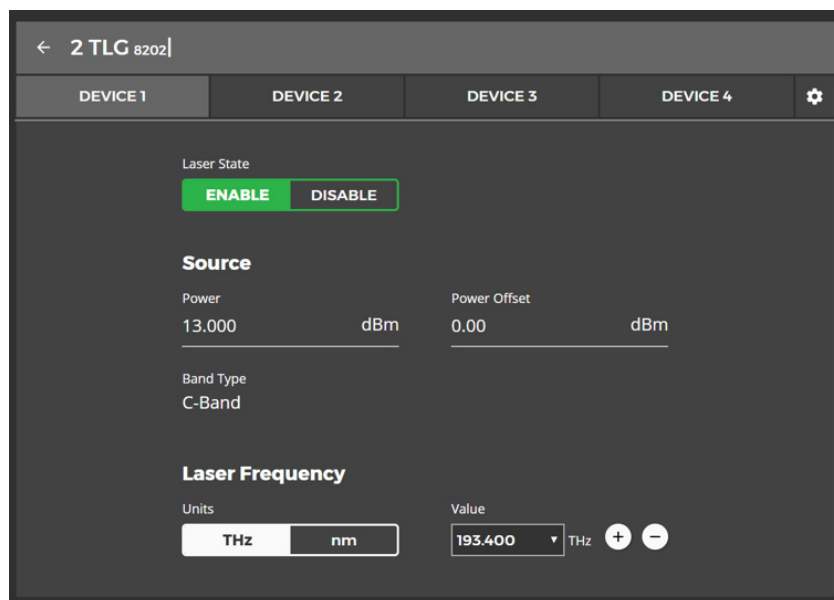 ← 2 TLG 8202
DEVICE 1 DEVICE 2 DEVICE 3 DEVICE 4
Laser State
ENABLE DISABLE
Source
Power Power Offset
13.000 dBm 0.00 dBm
Band Type
C-Band
Laser Frequency
Units Value
THz nm 193.400 THz + −